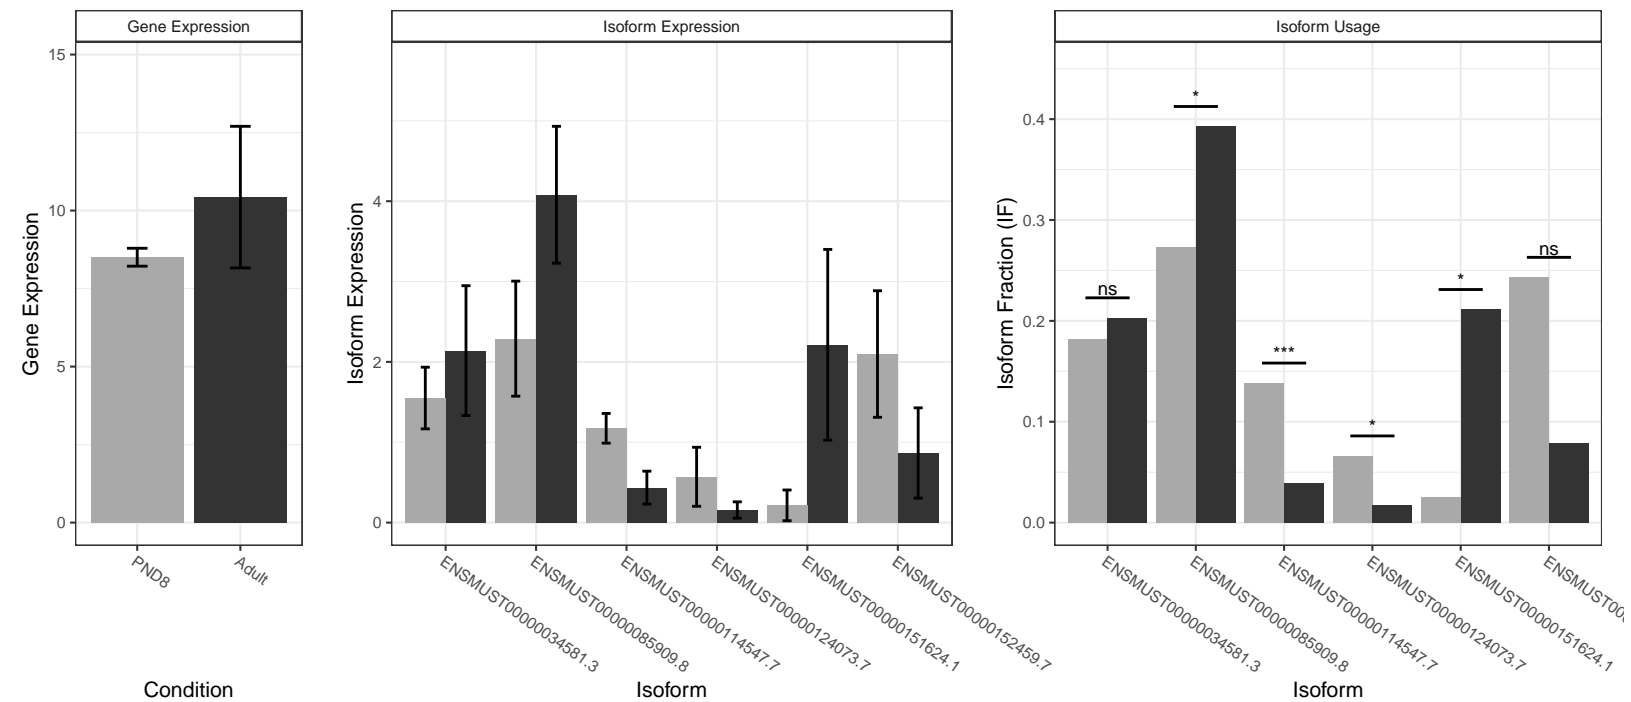 Gene Expression
Isoform Expression
Isoform Usage
Gene Expression
15
10
5
0
PND8
Adult
Condition
Isoform Expression
4
2
0
ENSMUST00000034581.3
ENSMUST00000085909.8
ENSMUST00000114547.7
ENSMUST00000124073.7
ENSMUST00000151624.1
ENSMUST00000152459.7
Isoform
Isoform Fraction (IF)
0.4
0.3
0.2
0.1
0.0
ns
*
***
*
*
ns
ENSMUST00000034581.3
ENSMUST00000085909.8
ENSMUST00000114547.7
ENSMUST00000124073.7
ENSMUST00000151624.1
Isoform